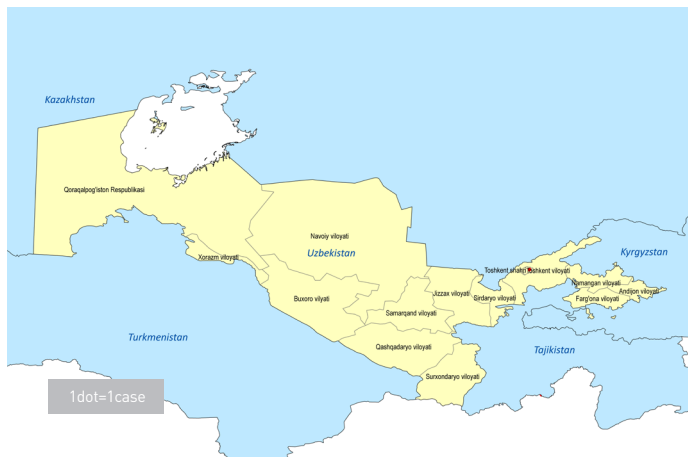 Kazakhstan
Qoraqalpog'iston Respublikasi
Navoiy viloyati
Uzbekistan
Xorazm viloyati
Kyrgyzstan
Toshkent shahri
Toshkent viloyati
Namangan viloyati
Andijon viloyati
Farg'ona viloyati
Jizzax viloyati
Sirdaryo viloyati
Buxoro vilyati
Samarqand viloyati
Turkmenistan
Qashqadaryo viloyati
Tajikistan
Surxondaryo viloyati
1dot=1case